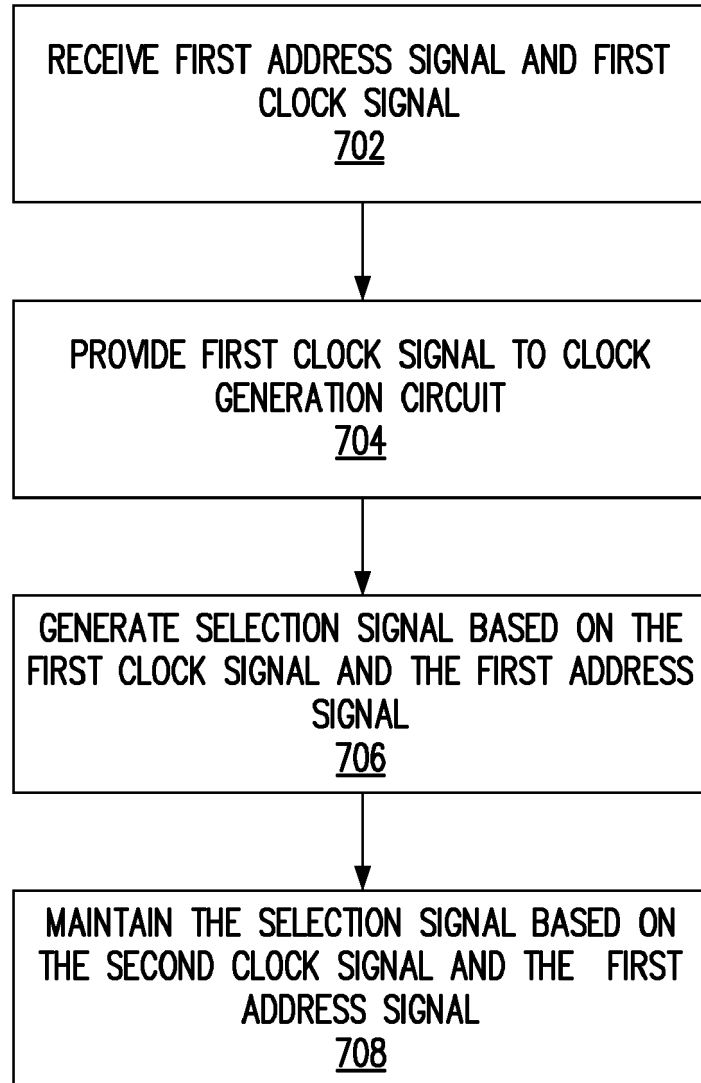 RECEIVE FIRST ADDRESS SIGNAL AND FIRST
CLOCK SIGNAL
702
PROVIDE FIRST CLOCK SIGNAL TO CLOCK
GENERATION CIRCUIT
704
GENERATE SELECTION SIGNAL BASED ON THE
FIRST CLOCK SIGNAL AND THE FIRST ADDRESS
SIGNAL
706
MAINTAIN THE SELECTION SIGNAL BASED ON
THE SECOND CLOCK SIGNAL AND THE FIRST
ADDRESS SIGNAL
708